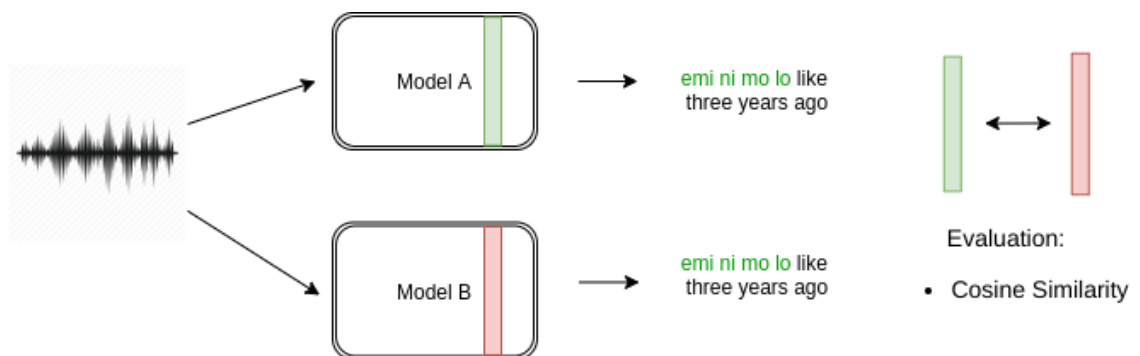 Model A
emi ni mo lo like
three years ago
Model B
emi ni mo lo like
three years ago
Evaluation:
• Cosine Similarity